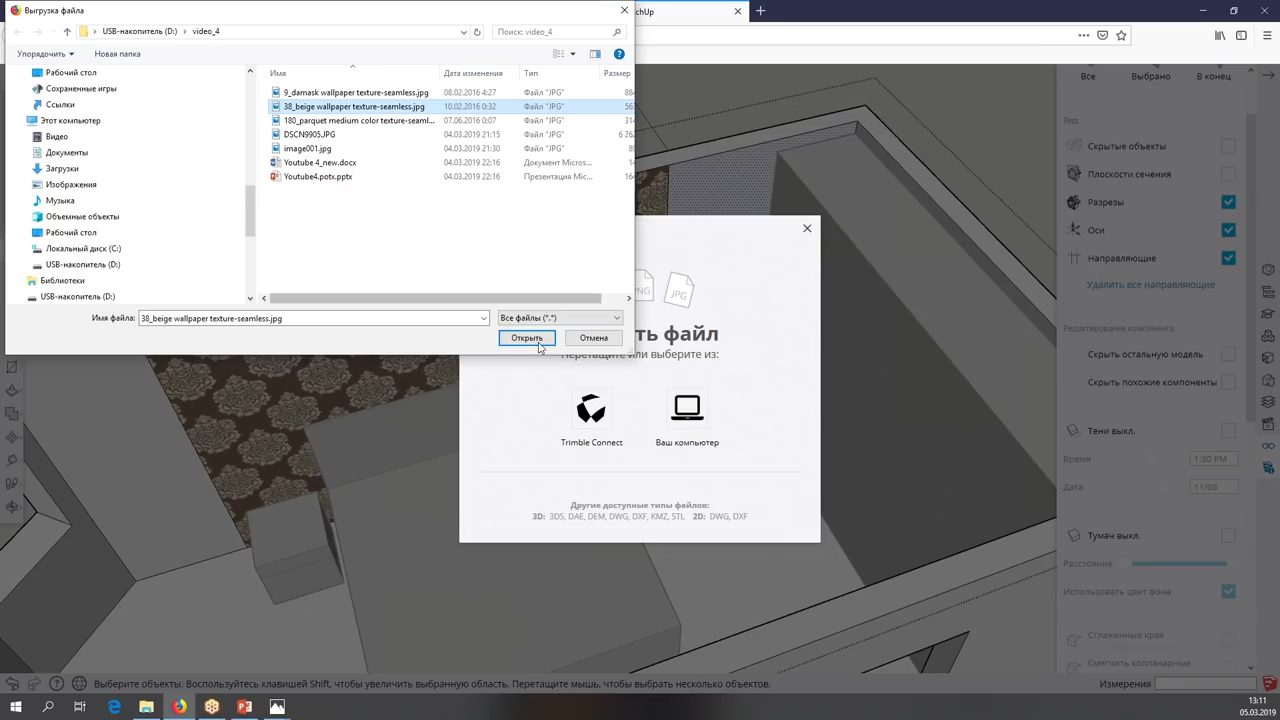 Выгрузка файла
chUp
USB-накопитель (D:) video_4
Поиск: video_4
Упорядочить
Новая папка
Рабочий стол
Сохраненные игры
Ссылки
Этот компьютер
Видео
Документы
Загрузки
Изображения
Музыка
Объемные объекты
Рабочий стол
Локальный диск (C:)
USB-накопитель (D:)
Библиотеки
USB-накопитель (D:)
Имя Дата изменения Тип Размер
9_damask wallpaper texture-seamless.jpg 08.02.2016 4:27 Файл "JPG" 884
38_beige wallpaper texture-seamless.jpg 10.02.2016 0:32 Файл "JPG" 563
180_parquet medium color texture-seaml... 07.06.2016 0:07 Файл "JPG" 314
DSCN9905.JPG 04.03.2019 21:15 Файл "JPG" 6 262
image001.jpg 04.03.2019 21:30 Файл "JPG"
Youtube 4_new.docx 04.03.2019 22:16 Документ Micros...
Youtube4.potx.pptx 04.03.2019 22:16 Презентация Mic...
Имя файла: 38_beige wallpaper texture-seamless.jpg Все файлы (*.*)
Открыть Отмена
PNG JPG
ть файл
Перетащите или выберите из:
Trimble Connect Ваш компьютер
Другие доступные типы файлов:
3D: 3DS, DAE, DEM, DWG, DXF, KMZ, STL 2D: DWG, DXF
Все Выбрано В конец
Вид
Скрытые объекты
Плоскости сечения
Разрезы
Оси
Направляющие
Удалить все направляющие
Редактирование компонента
Скрыть остальную модель
Скрыть похожие компоненты
Тени выкл.
Время 1:30 PM
Дата 11/08
Туман выкл.
Расстояние
Использовать цвет фона
Сглаженные края
Смягчить копланарные
Выберите объекты. Воспользуйтесь клавишей Shift, чтобы увеличить выбранную область. Перетащите мышь, чтобы выбрать несколько объектов.
Измерения
13:11
05.03.2019